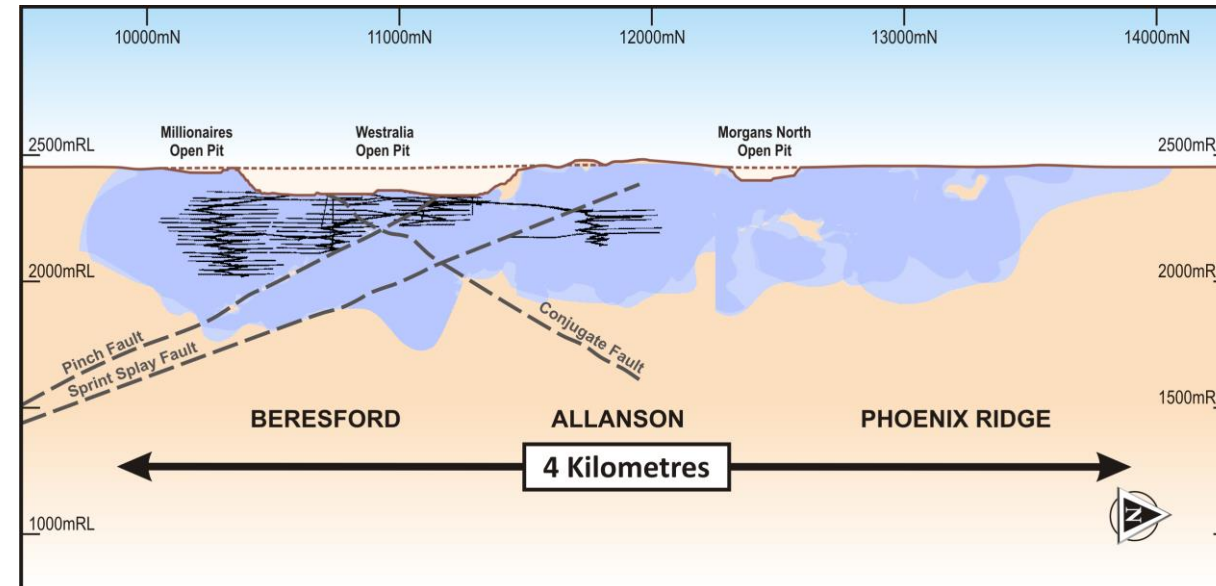 10000mN
11000mN
12000mN
13000mN
14000mN
Millionaires
Open Pit
Westralia
Open Pit
Morgans North
Open Pit
2500mRL
2500mRL
2000mRL
2000mRL
Pinch Fault
Sprint Splay Fault
Conjugate Fault
1500mR
BERESFORD
ALLANSON
PHOENIX RIDGE
4 Kilometres
N
1000mRL